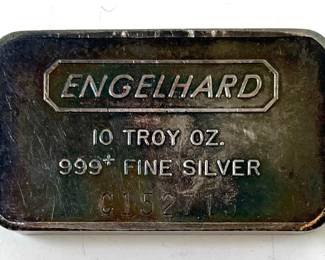 ENGELHARD
10 TROY OZ.
999+ FINE SILVER